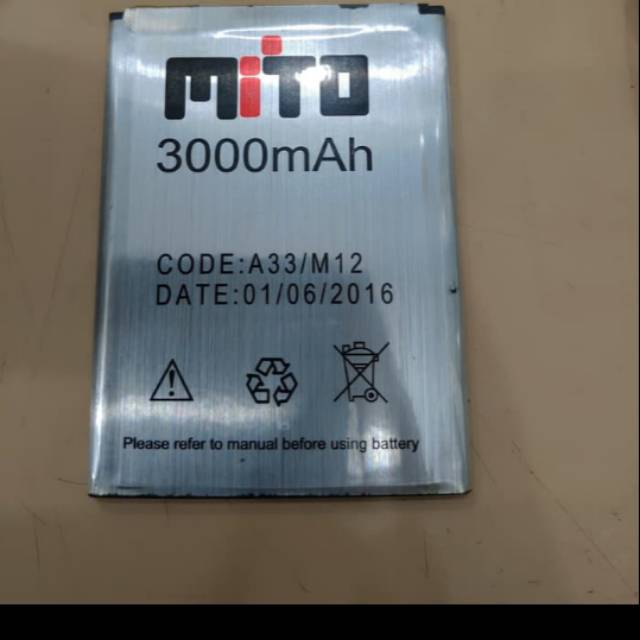 MiTO
3000mAh
CODE:A33/M12
DATE:01/06/2016
Please refer to manual before using battery